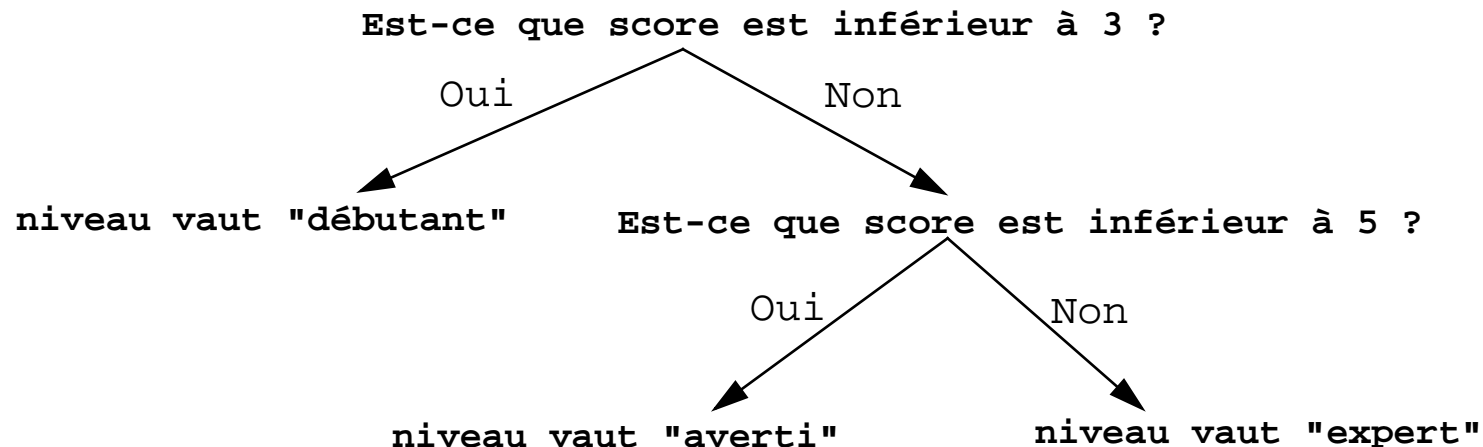 Est-ce que score est inférieur à 3 ?
Oui
Non
niveau vaut "débutant"
Est-ce que score est inférieur à 5 ?
Oui
Non
niveau vaut "averti"
niveau vaut "expert"